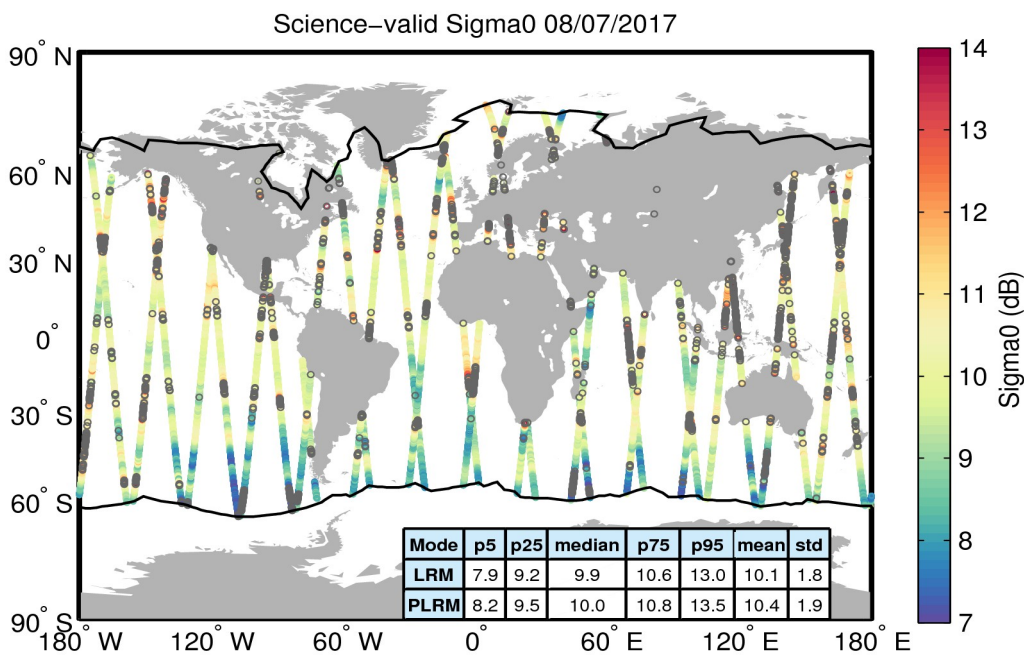 Science−valid Sigma0 08/07/2017
90° N
60° N
30° N
0°
30° S
60° S
90° S
180° W
120° W
60° W
0°
60° E
120° E
180° E
14
13
12
11
10
9
8
7
Sigma0 (dB)
Mode p5 p25 median p75 p95 mean std
LRM 7.9 9.2 9.9 10.6 13.0 10.1 1.8
PLRM 8.2 9.5 10.0 10.8 13.5 10.4 1.9